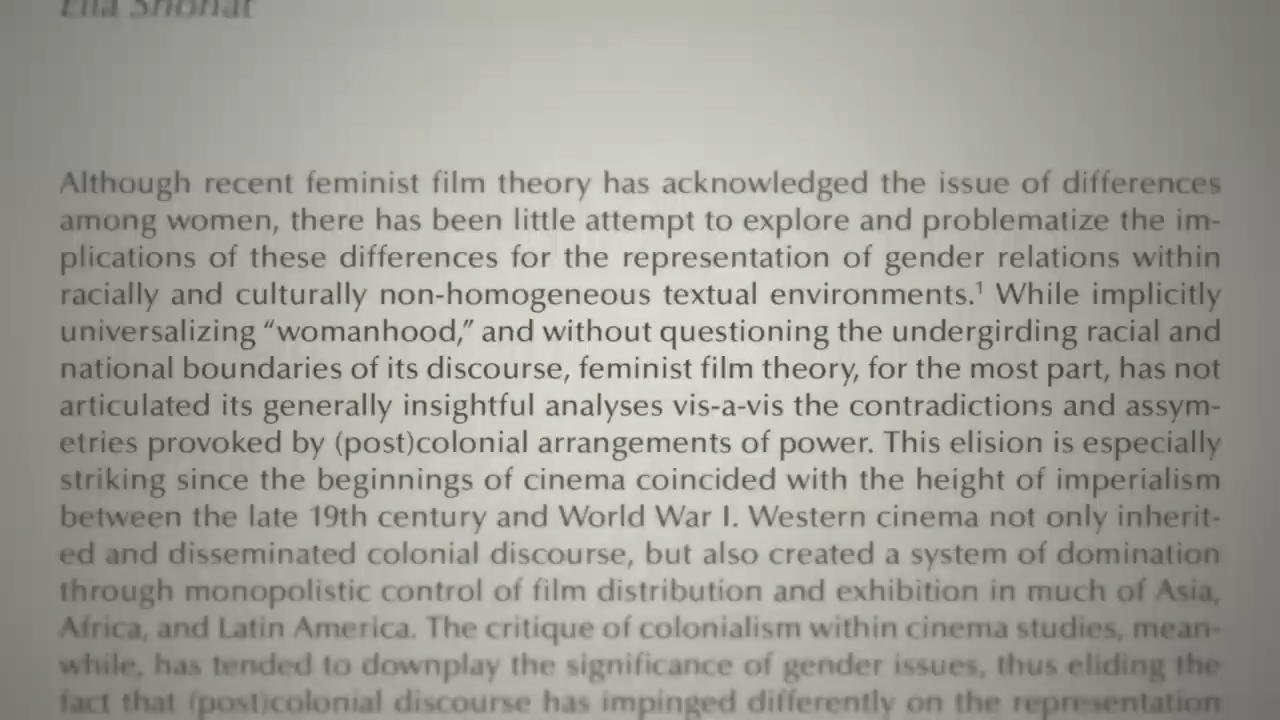 Ella Shohat
Although recent feminist film theory has acknowledged the issue of differences
among women, there has been little attempt to explore and problematize the im-
plications of these differences for the representation of gender relations within
racially and culturally non-homogeneous textual environments.¹ While implicitly
universalizing “womanhood,” and without questioning the undergirding racial and
national boundaries of its discourse, feminist film theory, for the most part, has not
articulated its generally insightful analyses vis-a-vis the contradictions and assym-
etries provoked by (post)colonial arrangements of power. This elision is especially
striking since the beginnings of cinema coincided with the height of imperialism
between the late 19th century and World War I. Western cinema not only inherit-
ed and disseminated colonial discourse, but also created a system of domination
through monopolistic control of film distribution and exhibition in much of Asia,
Africa, and Latin America. The critique of colonialism within cinema studies, mean-
while, has tended to downplay the significance of gender issues, thus eliding the
fact that (post)colonial discourse has impinged differently on the representation